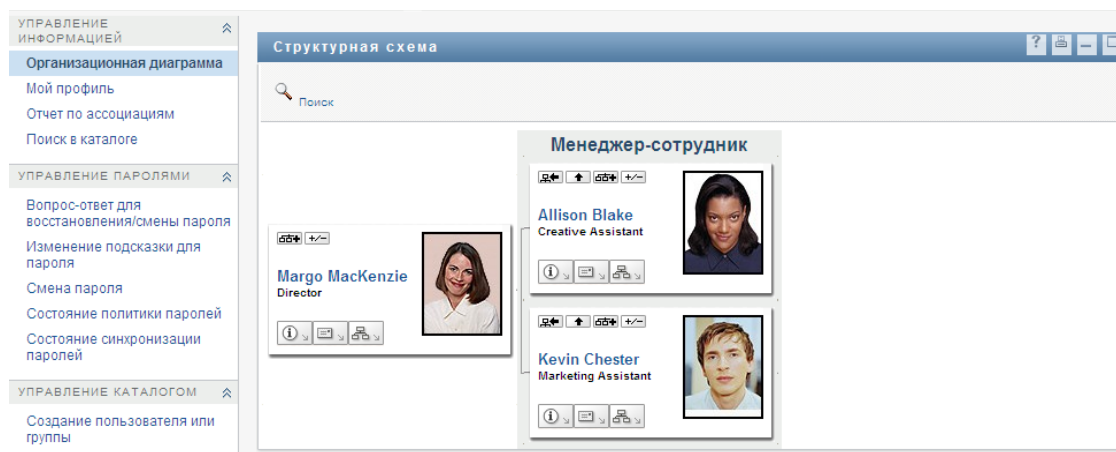 УПРАВЛЕНИЕ
ИНФОРМАЦИЕЙ
Организационная диаграмма
Мой профиль
Отчет по ассоциациям
Поиск в каталоге
УПРАВЛЕНИЕ ПАРОЛЯМИ
Вопрос-ответ для
восстановления/смены пароля
Изменение подсказки для
пароля
Смена пароля
Состояние политики паролей
Состояние синхронизации
паролей
УПРАВЛЕНИЕ КАТАЛОГОМ
Создание пользователя или
группы
Структурная схема
?
Поиск
Margo MacKenzie
Director
Менеджер-сотрудник
Allison Blake
Creative Assistant
Kevin Chester
Marketing Assistant